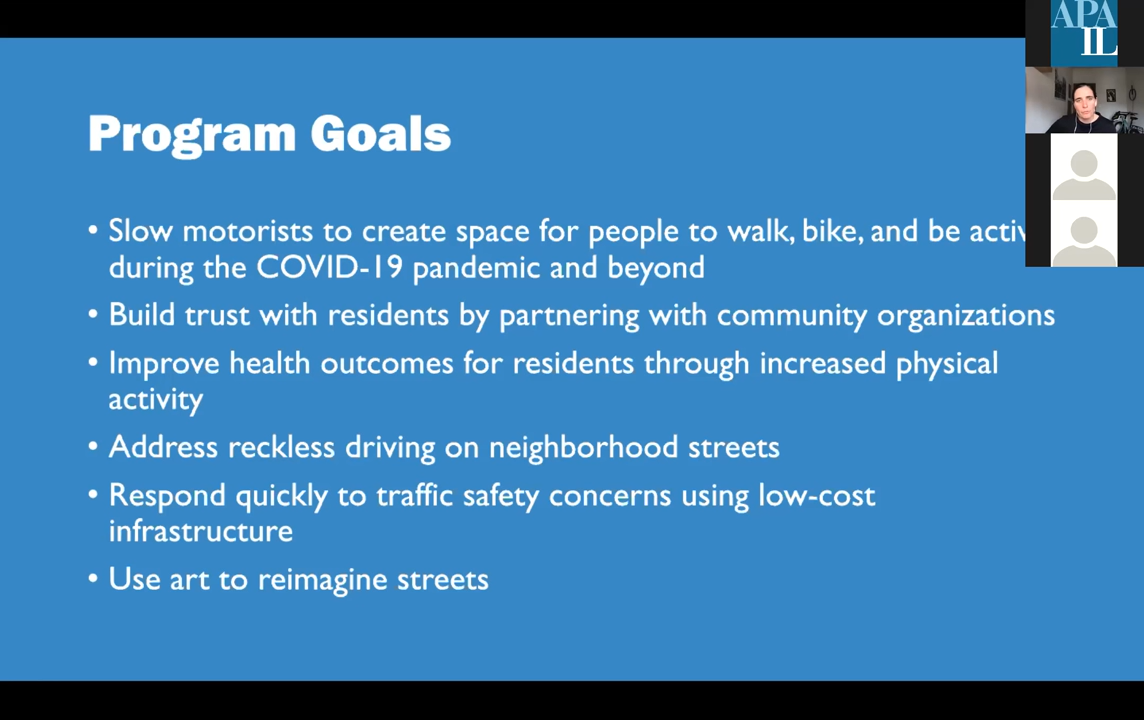 APA
IL
Program Goals
• Slow motorists to create space for people to walk, bike, and be activ
during the COVID-19 pandemic and beyond
• Build trust with residents by partnering with community organizations
• Improve health outcomes for residents through increased physical
activity
• Address reckless driving on neighborhood streets
• Respond quickly to traffic safety concerns using low-cost
infrastructure
• Use art to reimagine streets